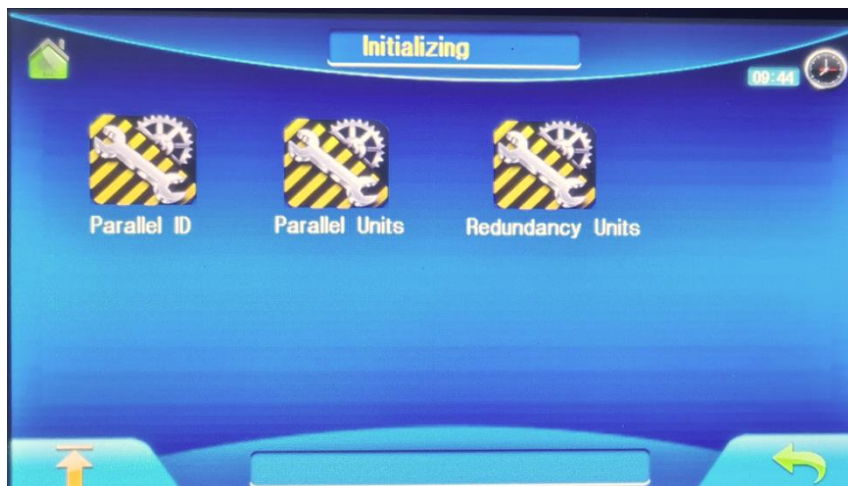 Initializing
09:44
Parallel ID
Parallel Units
Redundancy Units